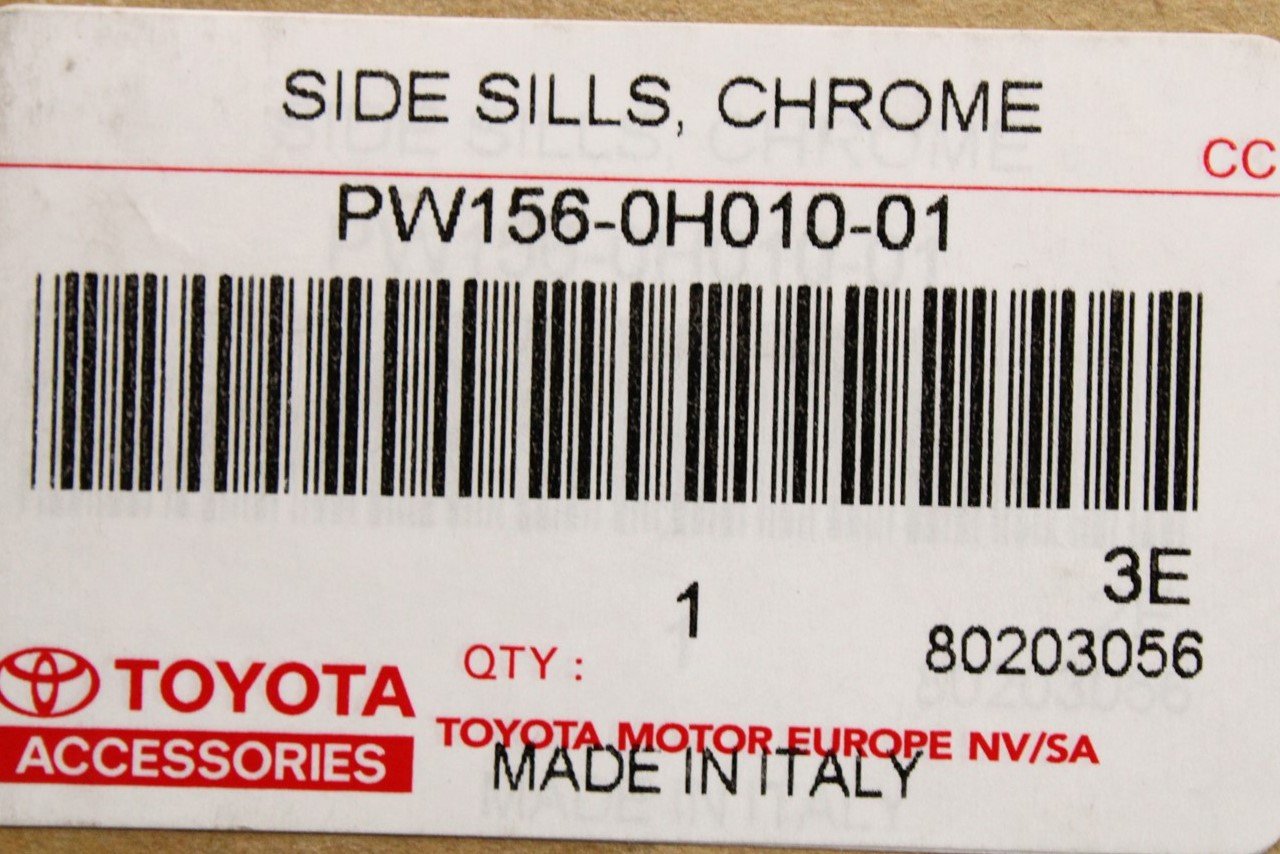 SIDE SILLS, CHROME
CC
PW156-0H010-01
3E
1
80203056
QTY :
TOYOTA
ACCESSORIES
TOYOTA MOTOR EUROPE NV/SA
MADE IN ITALY